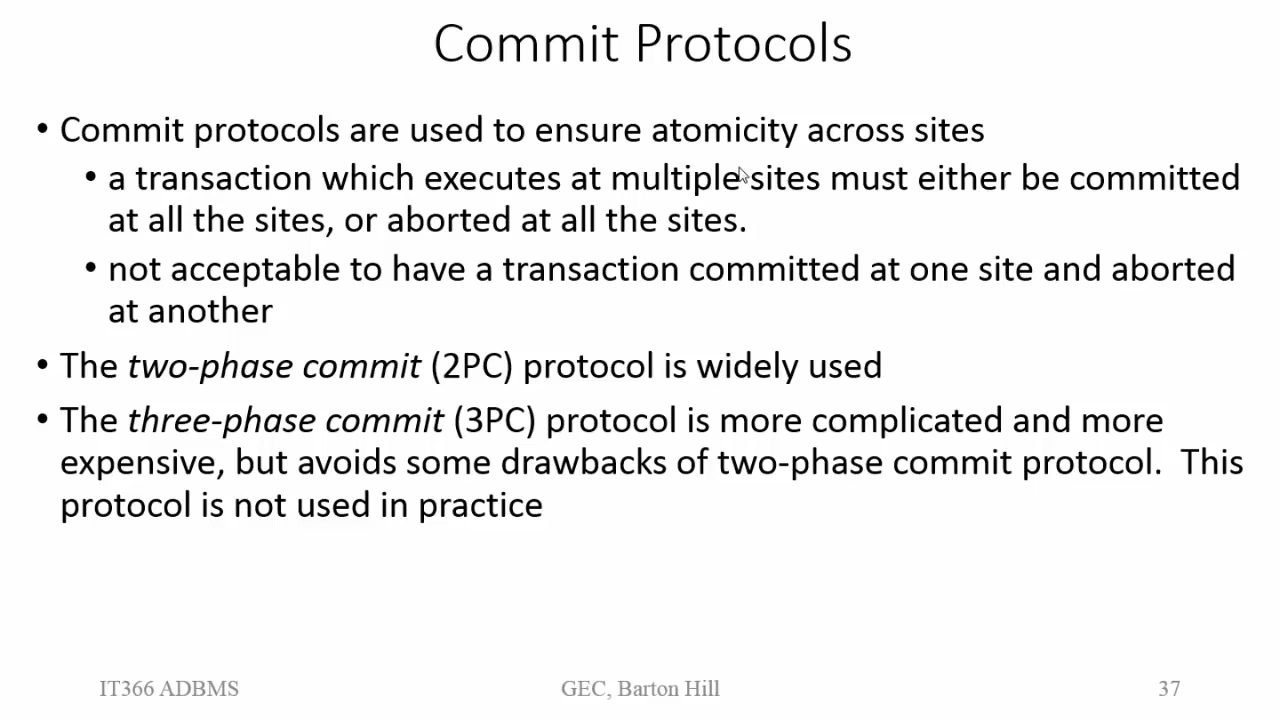 Commit Protocols
• Commit protocols are used to ensure atomicity across sites
• a transaction which executes at multiple sites must either be committed
at all the sites, or aborted at all the sites.
• not acceptable to have a transaction committed at one site and aborted
at another
• The two-phase commit (2PC) protocol is widely used
• The three-phase commit (3PC) protocol is more complicated and more
expensive, but avoids some drawbacks of two-phase commit protocol.  This
protocol is not used in practice
IT366 ADBMS
GEC, Barton Hill
37